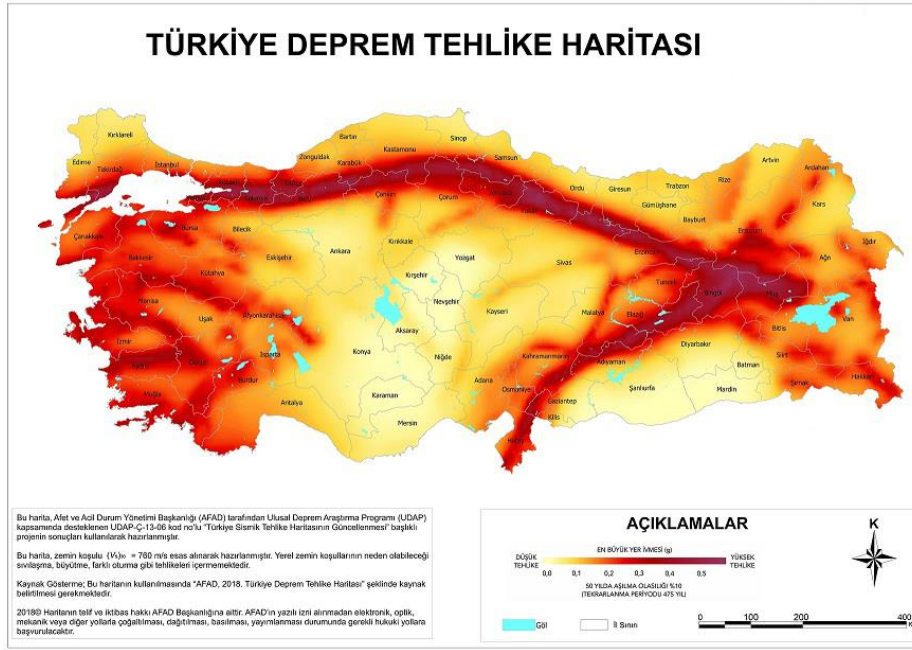 TÜRKİYE DEPREM TEHLİKE HARİTASI
Kırklareli
Edirne
Tekirdağ
İstanbul
Zonguldak
Bartın
Karabük
Kastamonu
Sinop
Samsun
Ordu
Giresun
Trabzon
Rize
Artvin
Ardahan
Kars
Gümüşhane
Bayburt
Erzurum
Iğdır
Ağrı
Çankırı
Çorum
Çanakkale
Bursa
Bilecik
Balıkesir
Kütahya
Eskişehir
Ankara
Kırıkkale
Yozgat
Sivas
Erzincan
Tunceli
Bingöl
Muş
Kırşehir
Nevşehir
Kayseri
Malatya
Elazığ
Van
Bitlis
Manisa
Uşak
Afyonkarahisar
Aksaray
İzmir
Aydın
Denizli
Isparta
Burdur
Konya
Niğde
Kahramanmaraş
Adıyaman
Diyarbakır
Batman
Siirt
Şırnak
Hakkari
Muğla
Antalya
Karaman
Mersin
Adana
Osmaniye
Gaziantep
Kilis
Şanlıurfa
Mardin
Hatay
Bu harita, Afet ve Acil Durum Yönetimi Başkanlığı (AFAD) tarafından Ulusal Deprem Araştırma Programı (UDAP)
kapsamında desteklenen UDAP-Ç-13-06 kod no'lu "Türkiye Sismik Tehlike Haritasının Güncellenmesi" başlıklı
projenin sonuçları kullanılarak hazırlanmıştır.
Bu harita, zemin koşulu (Vs)30 = 760 m/s esas alınarak hazırlanmıştır. Yerel zemin koşullarının neden olabileceği
sıvılaşma, büyütme, farklı oturma gibi tehlikeleri içermemektedir.
Kaynak Gösterme; Bu haritanın kullanılmasında "AFAD, 2018. Türkiye Deprem Tehlike Haritası" şeklinde kaynak
belirtilmesi gerekmektedir.
2018© Haritanın telif ve iktibas hakkı AFAD Başkanlığına aittir. AFAD'ın yazılı izni alınmadan elektronik, optik,
mekanik veya diğer yollarla çoğaltılması, dağıtılması, basılması, yayımlanması durumunda gerekli hukuki yollara
başvurulacaktır.
AÇIKLAMALAR
EN BÜYÜK YER İVMESİ (g)
DÜŞÜK
TEHLİKE
YÜKSEK
TEHLİKE
0,0 0,1 0,2 0,3 0,4 0,5
50 YILDA AŞILMA OLASILIĞI %10
(TEKRARLANMA PERİYODU 475 YIL)
Göl
İl Sınırı
K
0 100 200 400